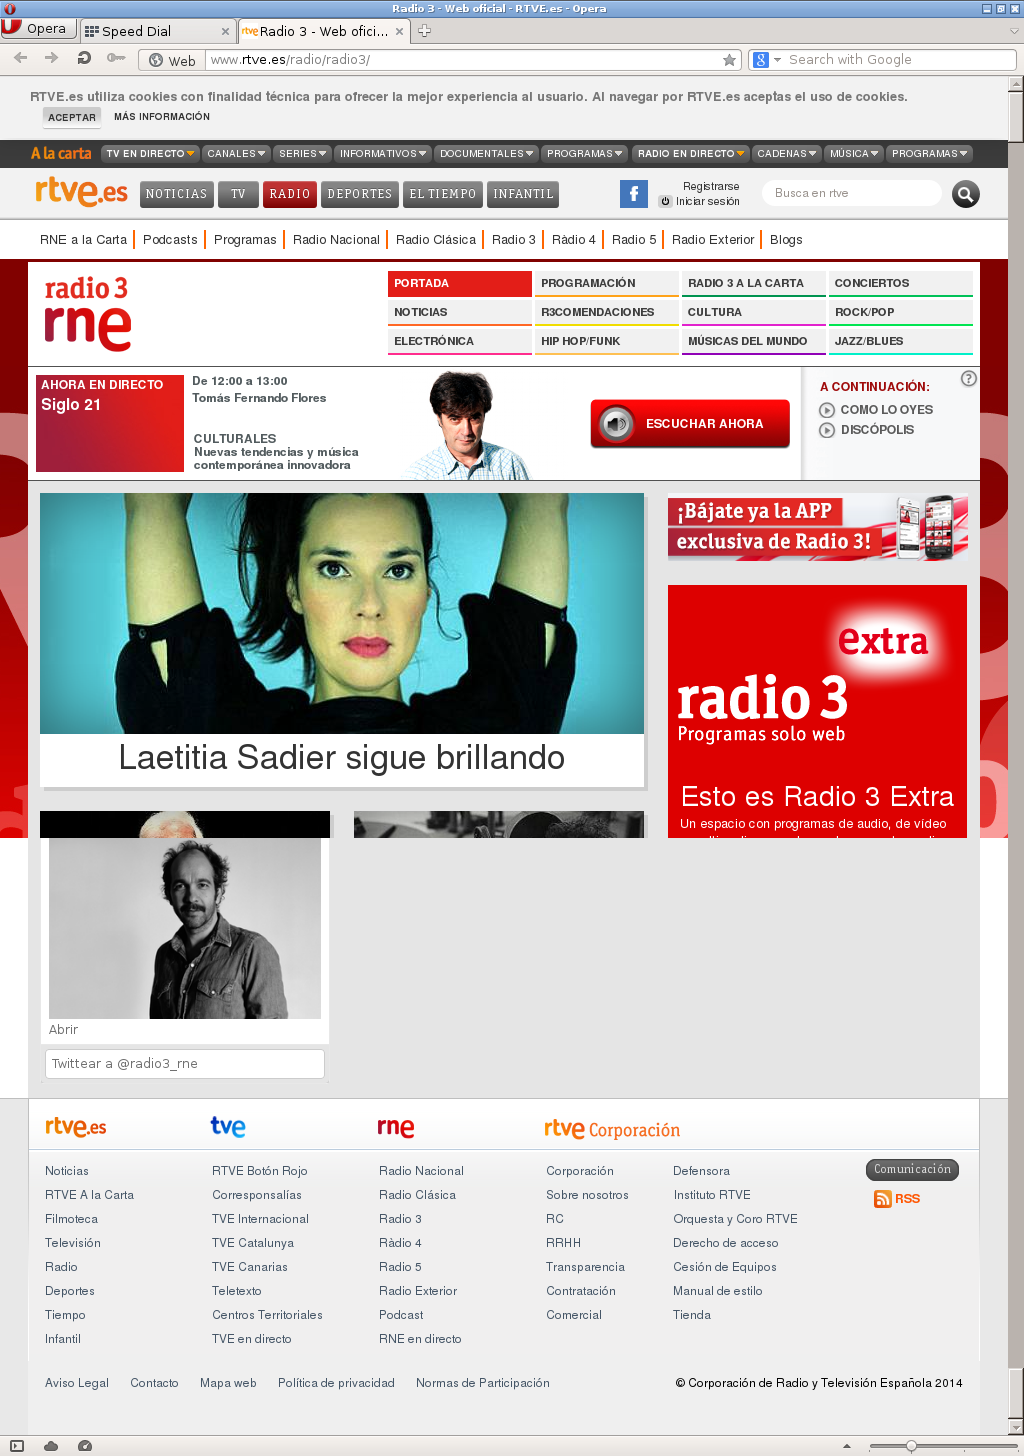 Radio 3 - Web oficial - RTVE.es - Opera
Opera
Speed Dial
rtve Radio 3 - Web ofici...
Web
www.rtve.es/radio/radio3/
Search with Google
RTVE.es utiliza cookies con finalidad técnica para ofrecer la mejor experiencia al usuario. Al navegar por RTVE.es aceptas el uso de cookies.
ACEPTAR
MÁS INFORMACIÓN
A la carta
TV EN DIRECTO
CANALES
SERIES
INFORMATIVOS
DOCUMENTALES
PROGRAMAS
RADIO EN DIRECTO
CADENAS
MÚSICA
PROGRAMAS
rtve.es
NOTICIAS
TV
RADIO
DEPORTES
EL TIEMPO
INFANTIL
f
Registrarse
Iniciar sesión
Busca en rtve
RNE a la Carta
Podcasts
Programas
Radio Nacional
Radio Clásica
Radio 3
Ràdio 4
Radio 5
Radio Exterior
Blogs
radio 3
rne
PORTADA
PROGRAMACIÓN
RADIO 3 A LA CARTA
CONCIERTOS
NOTICIAS
R3COMENDACIONES
CULTURA
ROCK/POP
ELECTRÓNICA
HIP HOP/FUNK
MÚSICAS DEL MUNDO
JAZZ/BLUES
AHORA EN DIRECTO
Siglo 21
De 12:00 a 13:00
Tomás Fernando Flores
CULTURALES
Nuevas tendencias y música
contemporánea innovadora
ESCUCHAR AHORA
A CONTINUACIÓN:
?
COMO LO OYES
DISCÓPOLIS
Laetitia Sadier sigue brillando
¡Bájate ya la APP
exclusiva de Radio 3!
extra
radio 3
Programas solo web
Esto es Radio 3 Extra
Un espacio con programas de audio, de vídeo
Abrir
Twittear a @radio3_rne
rtve.es
tve
rne
rtve Corporación
Noticias
RTVE A la Carta
Filmoteca
Televisión
Radio
Deportes
Tiempo
Infantil
RTVE Botón Rojo
Corresponsalías
TVE Internacional
TVE Catalunya
TVE Canarias
Teletexto
Centros Territoriales
TVE en directo
Radio Nacional
Radio Clásica
Radio 3
Ràdio 4
Radio 5
Radio Exterior
Podcast
RNE en directo
Corporación
Sobre nosotros
RC
RRHH
Transparencia
Contratación
Comercial
Defensora
Instituto RTVE
Orquesta y Coro RTVE
Derecho de acceso
Cesión de Equipos
Manual de estilo
Tienda
Comunicación
RSS
Aviso Legal
Contacto
Mapa web
Política de privacidad
Normas de Participación
© Corporación de Radio y Televisión Española 2014